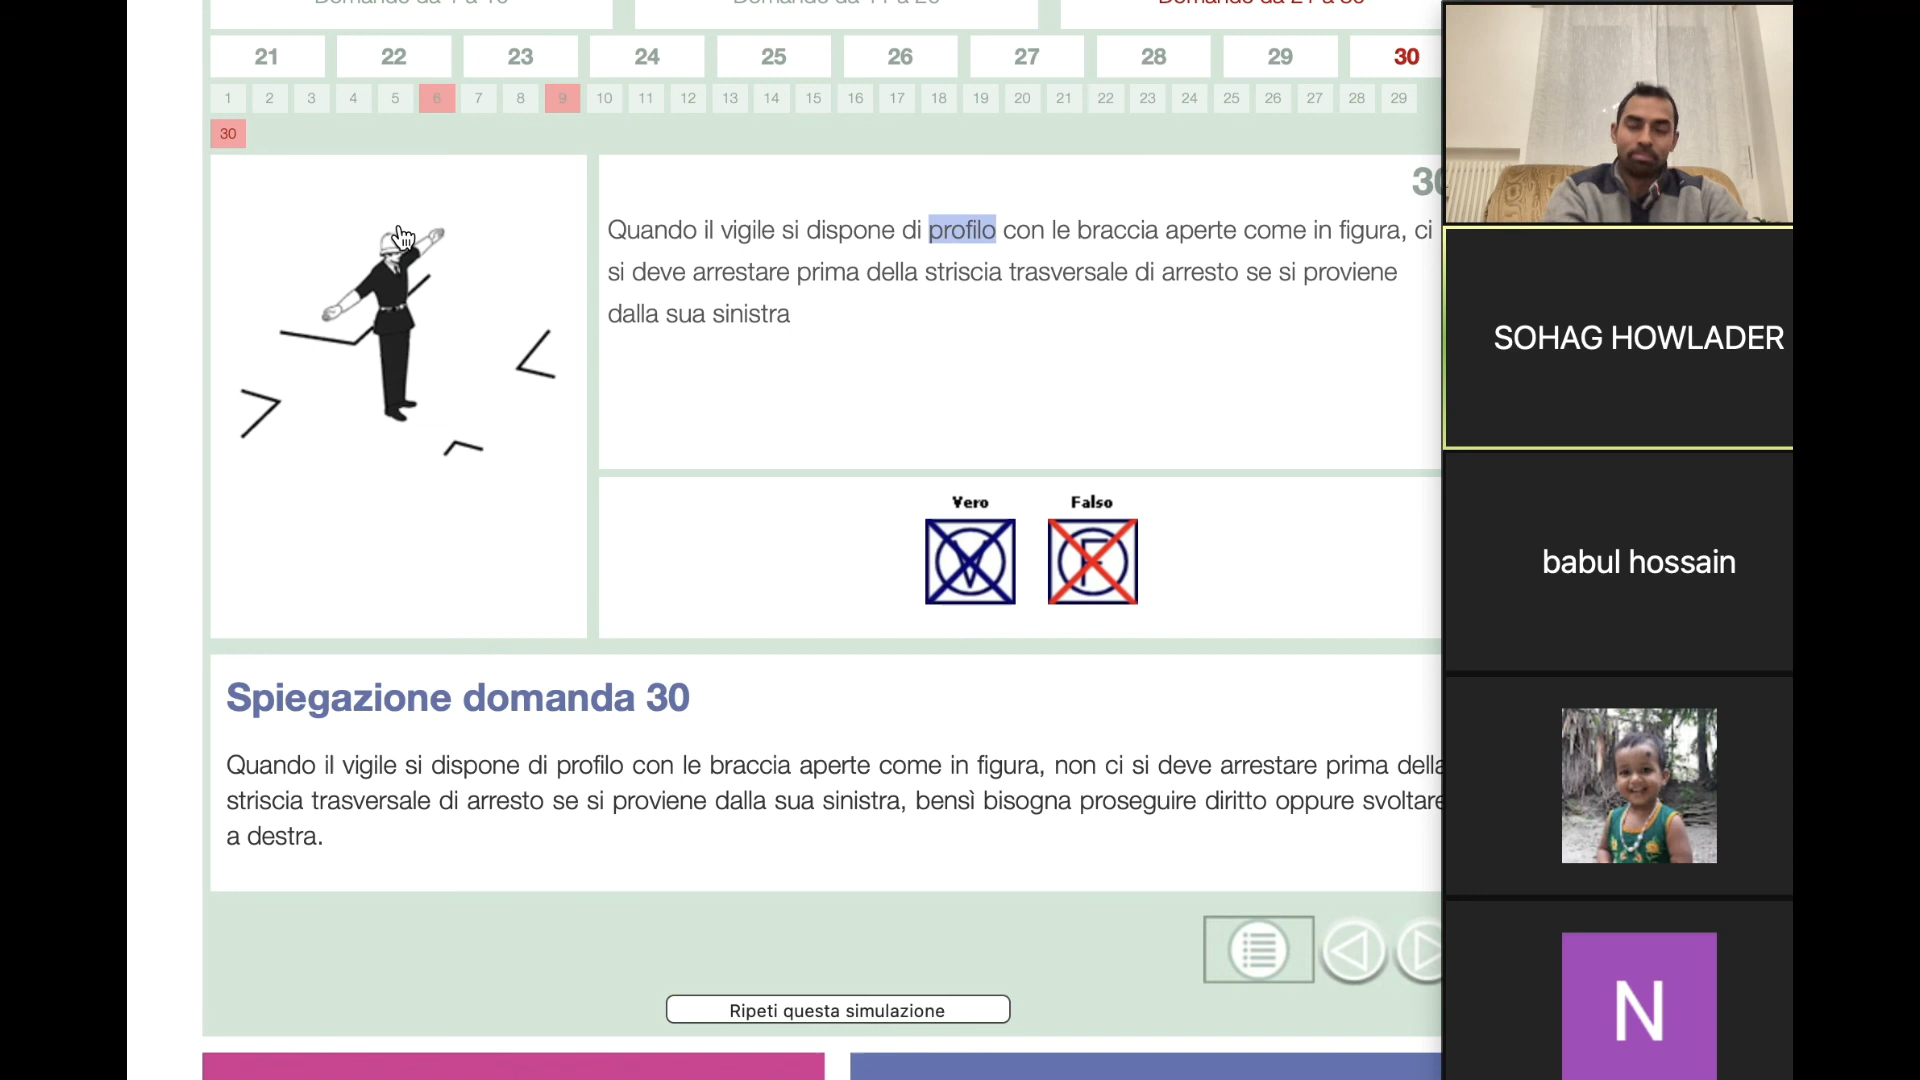 21 22 23 24 25 26 27 28 29 30
1 2 3 4 5 6 7 8 9 10 11 12 13 14 15 16 17 18 19 20 21 22 23 24 25 26 27 28 29
30
Quando il vigile si dispone di profilo con le braccia aperte come in figura, ci
si deve arrestare prima della striscia trasversale di arresto se si proviene
dalla sua sinistra
Vero Falso
V F
Spiegazione domanda 30
Quando il vigile si dispone di profilo con le braccia aperte come in figura, non ci si deve arrestare prima della
striscia trasversale di arresto se si proviene dalla sua sinistra, bensì bisogna proseguire diritto oppure svoltare
a destra.
Ripeti questa simulazione
SOHAG HOWLADER
babul hossain
N